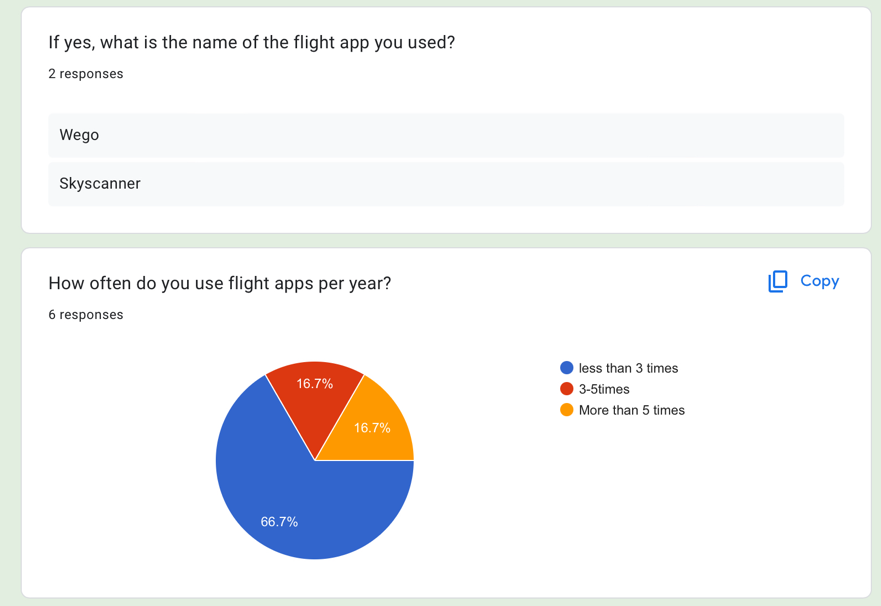 If yes, what is the name of the flight app you used?
2 responses
Wego
Skyscanner
How often do you use flight apps per year?
Copy
6 responses
16.7%
16.7%
66.7%
less than 3 times
3-5times
More than 5 times